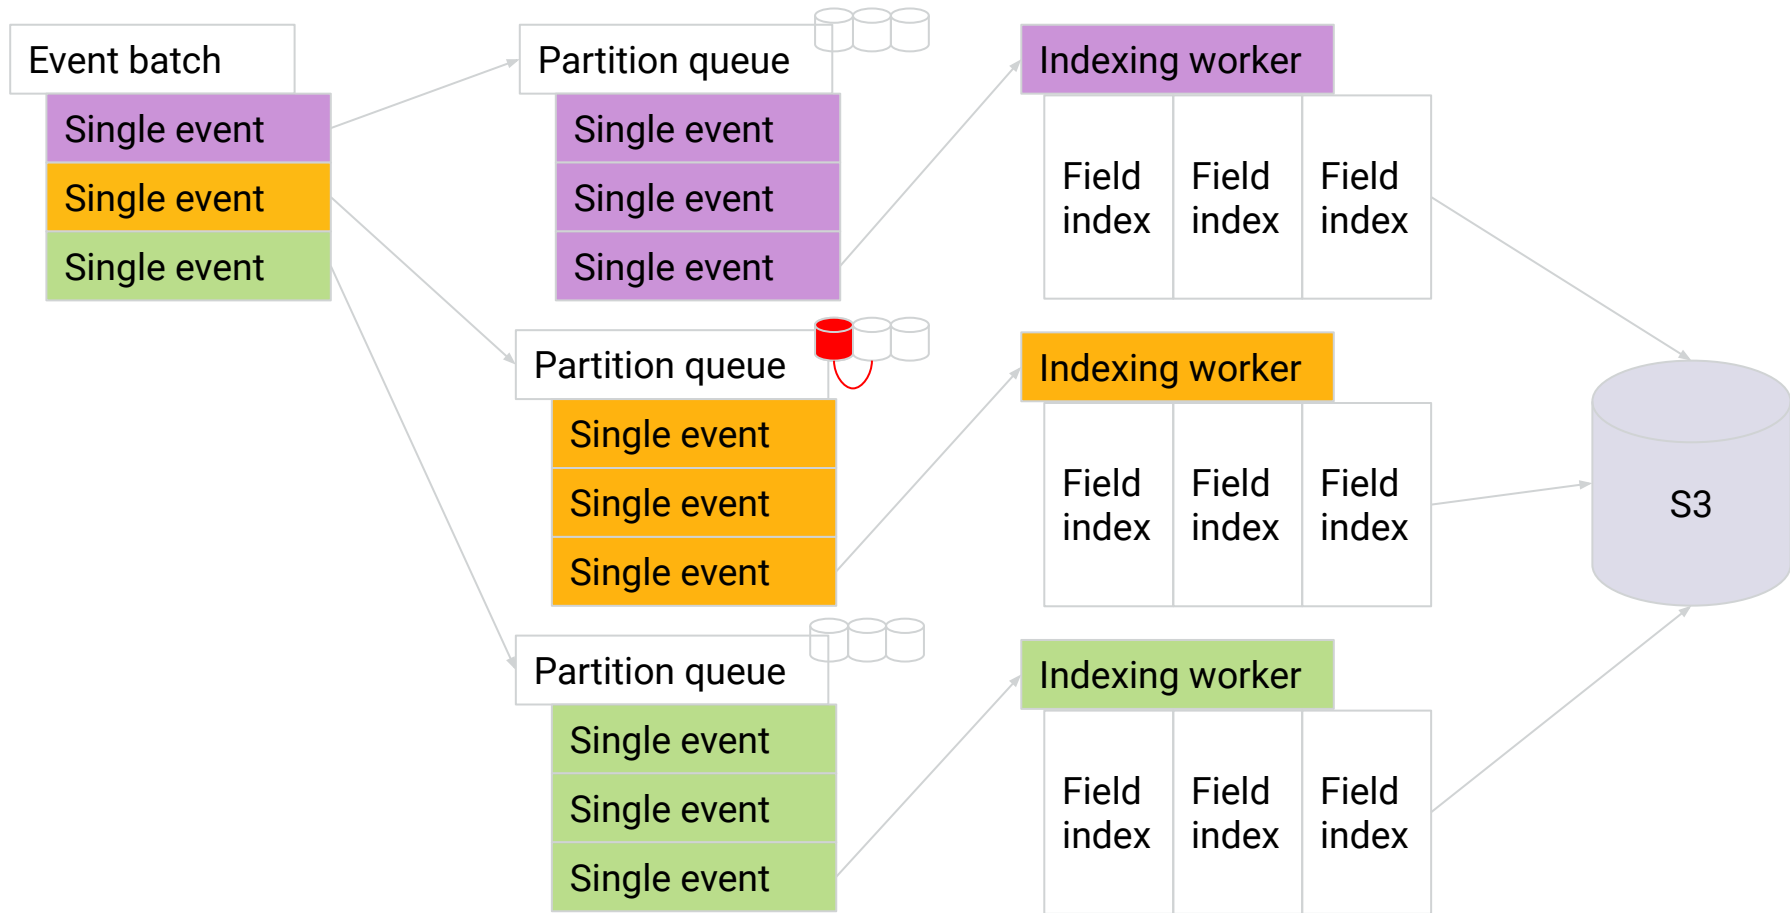 Event batch
Single event
Single event
Single event
Partition queue
Single event
Single event
Single event
Indexing worker
Field
index
Field
index
Field
index
Partition queue
Single event
Single event
Single event
Indexing worker
Field
index
Field
index
Field
index
S3
Partition queue
Single event
Single event
Single event
Indexing worker
Field
index
Field
index
Field
index